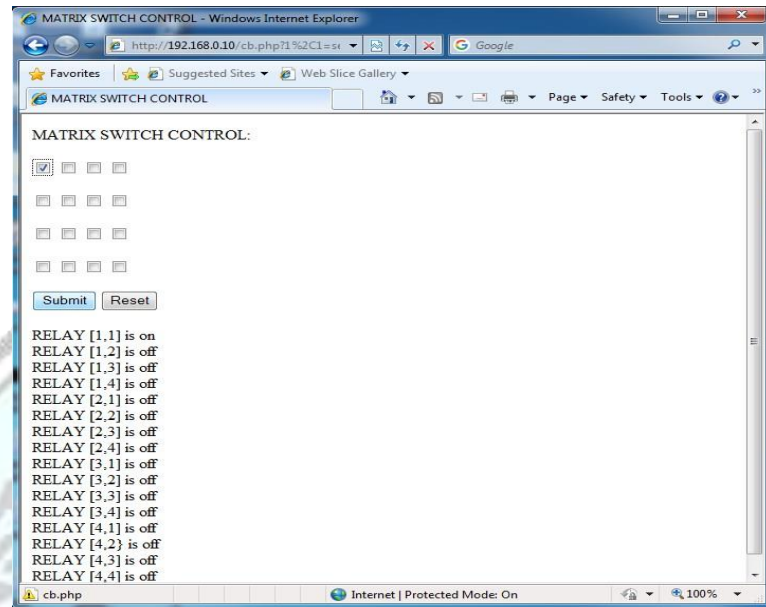 MATRIX SWITCH CONTROL - Windows Internet Explorer
http://192.168.0.10/cb.php?1%2C1=se
Google
Favorites Suggested Sites Web Slice Gallery
MATRIX SWITCH CONTROL Page Safety Tools
MATRIX SWITCH CONTROL:
Submit Reset
RELAY [1,1] is on
RELAY [1,2] is off
RELAY [1,3] is off
RELAY [1,4] is off
RELAY [2,1] is off
RELAY [2,2] is off
RELAY [2,3] is off
RELAY [2,4] is off
RELAY [3,1] is off
RELAY [3,2] is off
RELAY [3,3] is off
RELAY [3,4] is off
RELAY [4,1] is off
RELAY [4,2} is off
RELAY [4,3] is off
RELAY [4,4] is off
cb.php Internet | Protected Mode: On 100%